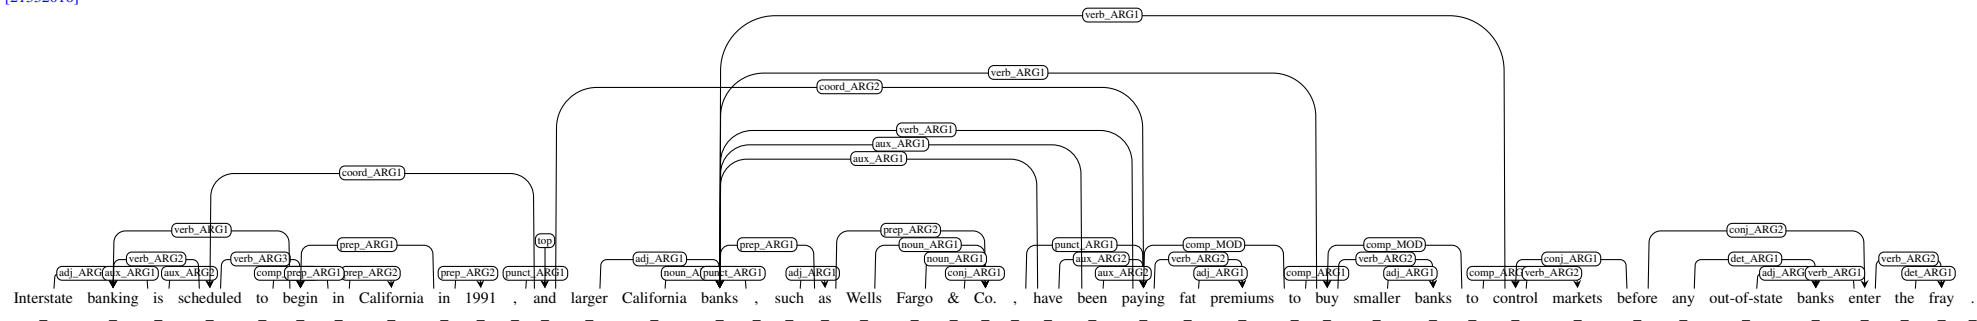 verb_ARG1
verb_ARG1
coord_ARG2
verb_ARG1
aux_ARG1
aux_ARG1
coord_ARG1
verb_ARG1 prep_ARG2 conj_ARG2
top
prep_ARG1 prep_ARG1 noun_ARG1 punct_ARG1 comp_MOD comp_MOD
verb_ARG2 verb_ARG3 adj_ARG1 noun_ARG1 aux_ARG2 verb_ARG2 verb_ARG2 conj_ARG1 det_ARG1 verb_ARG2
aux_ARG1 aux_ARG2 prep_ARG1 prep_ARG2 prep_ARG2 punct_ARG1 punct_ARG1 adj_ARG1 conj_ARG1 aux_ARG2 adj_ARG1 comp_ARG1 adj_ARG1 verb_ARG2 verb_ARG1 det_ARG1
Interstate banking is scheduled to begin in California in 1991 , and larger California banks , such as Wells Fargo & Co. , have been paying fat premiums to buy smaller banks to control markets before any out-of-state banks enter the fray .